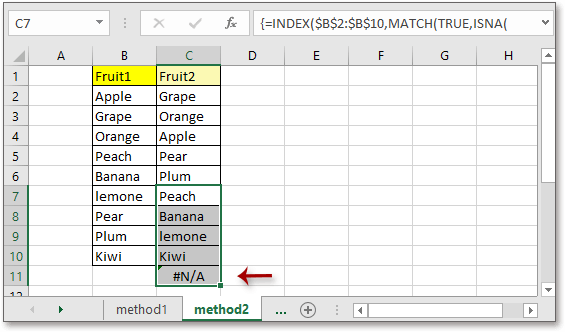 C7 {=INDEX($B$2:$B$10,MATCH(TRUE,ISNA(
A B C D E F G H
1 Fruit1 Fruit2
2 Apple Grape
3 Grape Orange
4 Orange Apple
5 Peach Pear
6 Banana Plum
7 lemone Peach
8 Pear Banana
9 Plum lemone
10 Kiwi Kiwi
11 #N/A
method1 method2 ...